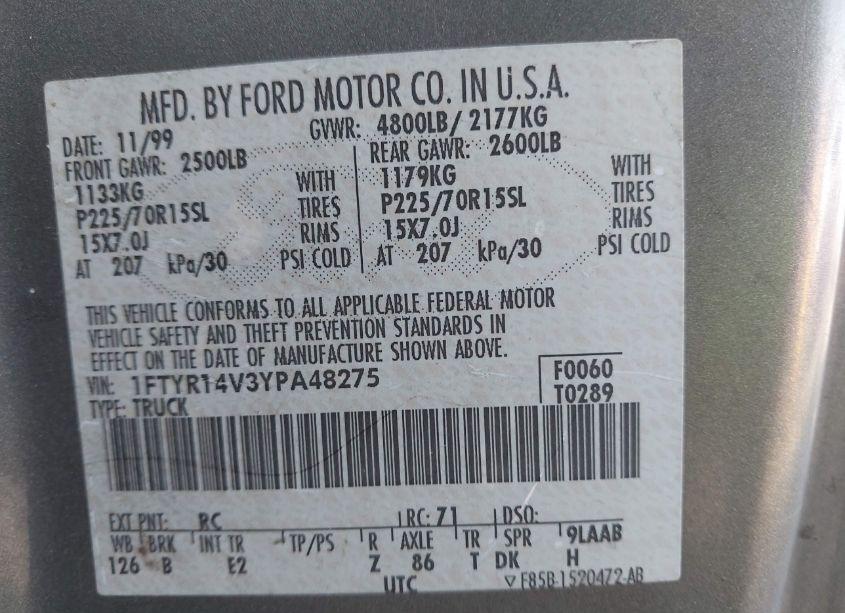 MFD. BY FORD MOTOR CO. IN U.S.A.
DATE: 11/99 GVWR: 4800LB/ 2177KG
FRONT GAWR: 2500LB REAR GAWR: 2600LB
1133KG WITH 1179KG WITH
P225/70R15SL TIRES P225/70R15SL TIRES
15X7.0J RIMS 15X7.0J RIMS
AT 207 kPa/30 PSI COLD AT 207 kPa/30 PSI COLD
THIS VEHICLE CONFORMS TO ALL APPLICABLE FEDERAL MOTOR
VEHICLE SAFETY AND THEFT PREVENTION STANDARDS IN
EFFECT ON THE DATE OF MANUFACTURE SHOWN ABOVE.
VIN: 1FTYR14V3YPA48275 F0060
TYPE: TRUCK T0289
EXT PNT: RC RC: 71 DSO:
WB BRK INT TR TP/PS R AXLE TR SPR 9LAAB
126 B E2 Z 86 T DK H
UTC ▽ F85B-1520472-AB